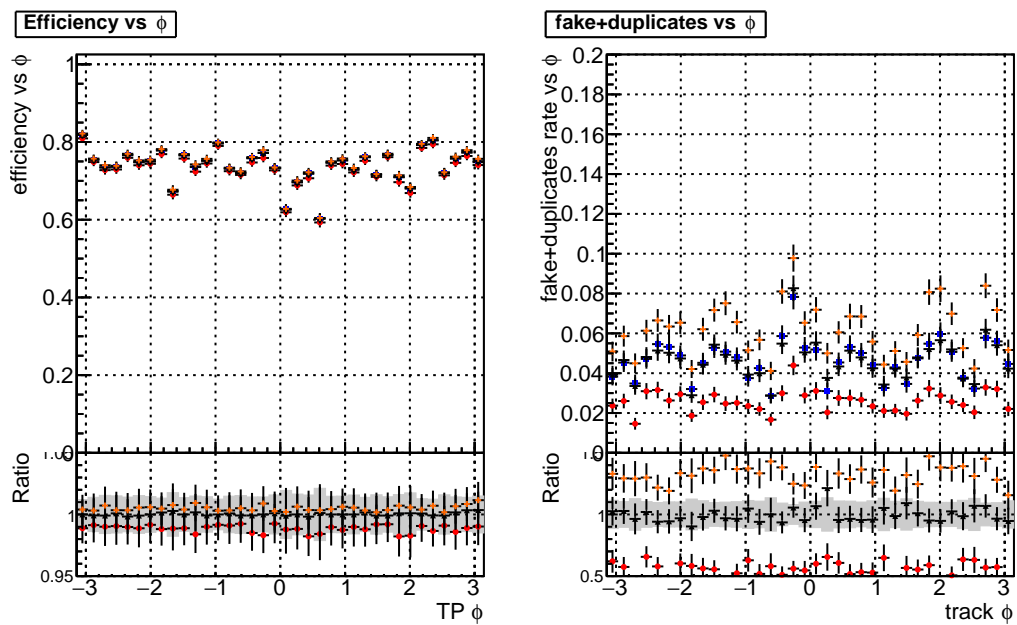 Efficiency vs ϕ
efficiency vs ϕ
1
0.8
0.6
0.4
0.2
0
Ratio
1
0.95
−3 −2 −1 0 1 2 3
TP ϕ
fake+duplicates vs ϕ
fake+duplicates rate vs ϕ
0.2
0.18
0.16
0.14
0.12
0.1
0.08
0.06
0.04
0.02
Ratio
1
0.5
−3 −2 −1 0 1 2 3
track ϕ